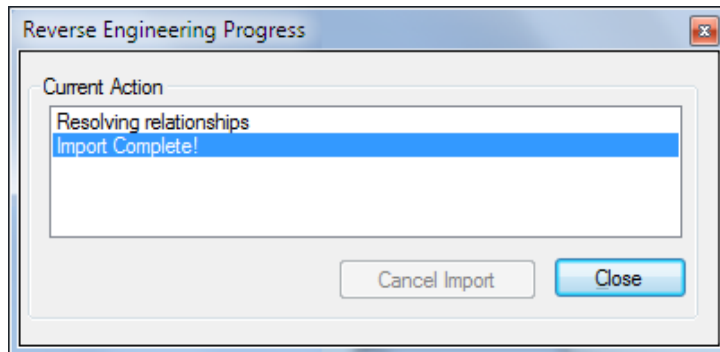 Reverse Engineering Progress
Current Action
Resolving relationships
Import Complete!
Cancel Import
Close